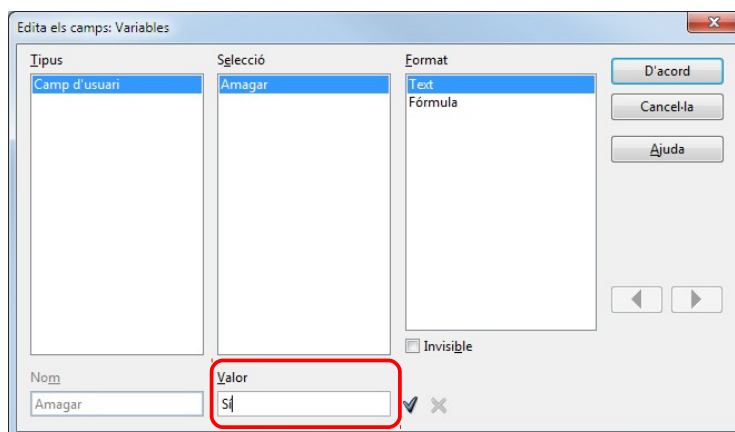 Edita els camps: Variables
Tipus
Camp d'usuari
Selecció
Amagar
Format
Text
Fórmula
D'acord
Cancel·la
Ajuda
Invisible
Nom
Amagar
Valor
Sí